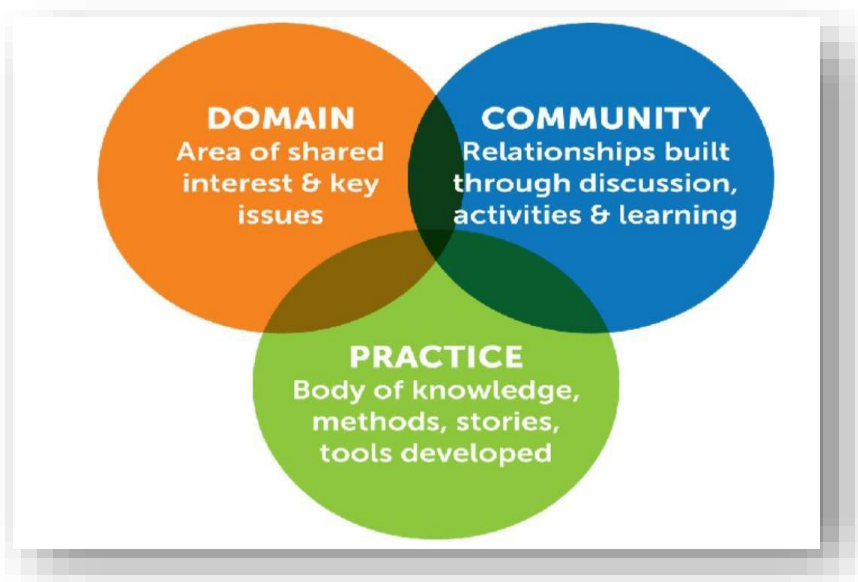 DOMAIN
Area of shared
interest & key
issues
COMMUNITY
Relationships built
through discussion,
activities & learning
PRACTICE
Body of knowledge,
methods, stories,
tools developed